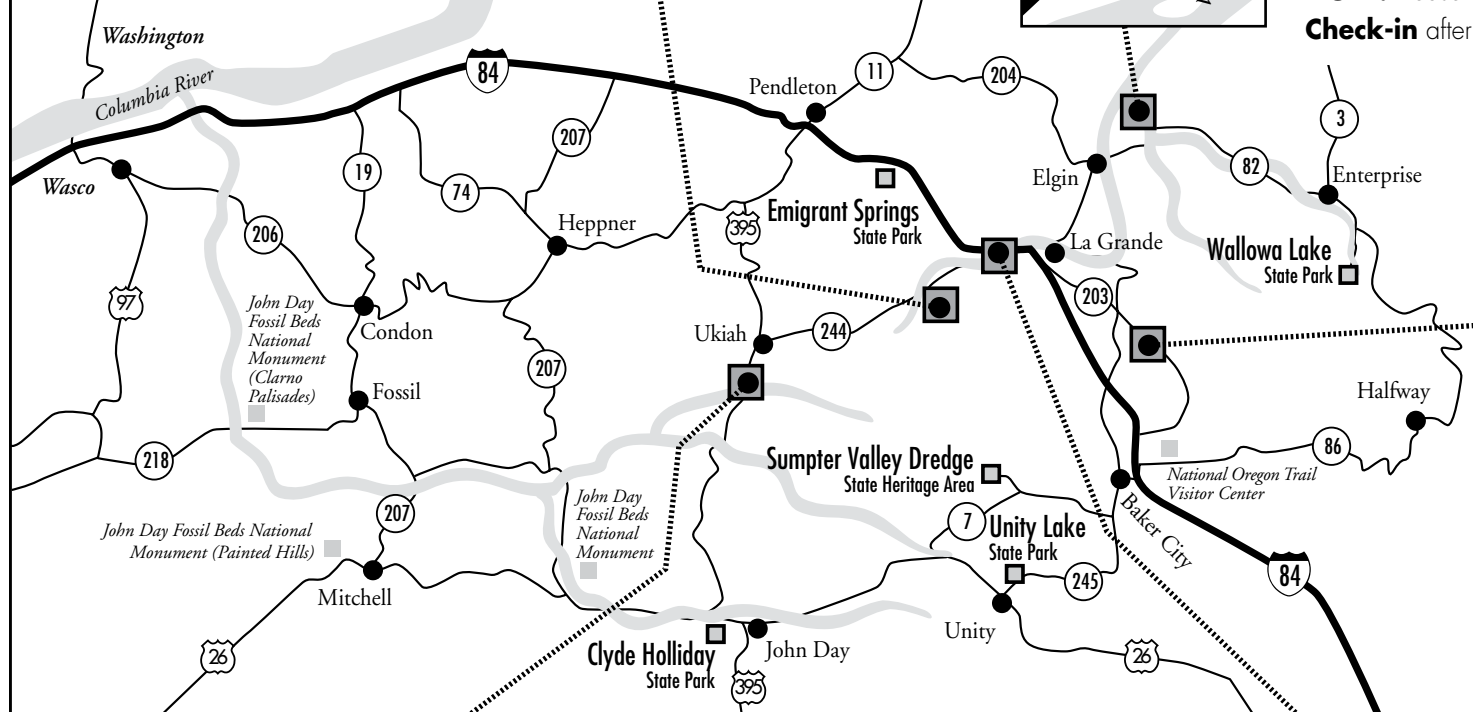 Check-in after
Washington
84
Columbia River
11
204
Pendleton
3
207
Wasco
19
74
Elgin
82
Enterprise
Emigrant Springs
State Park
206
Heppner
395
La Grande
Wallowa Lake
State Park
97
John Day
Fossil Beds
National
Monument
(Clarno
Palisades)
Condon
Ukiah
244
203
207
Fossil
Halfway
218
Sumpter Valley Dredge
State Heritage Area
86
National Oregon Trail
Visitor Center
207
John Day
Fossil Beds
National
Monument
John Day Fossil Beds National
Monument (Painted Hills)
7
Unity Lake
State Park
Baker City
245
84
Mitchell
Unity
26
Clyde Holliday
State Park
John Day
395
26